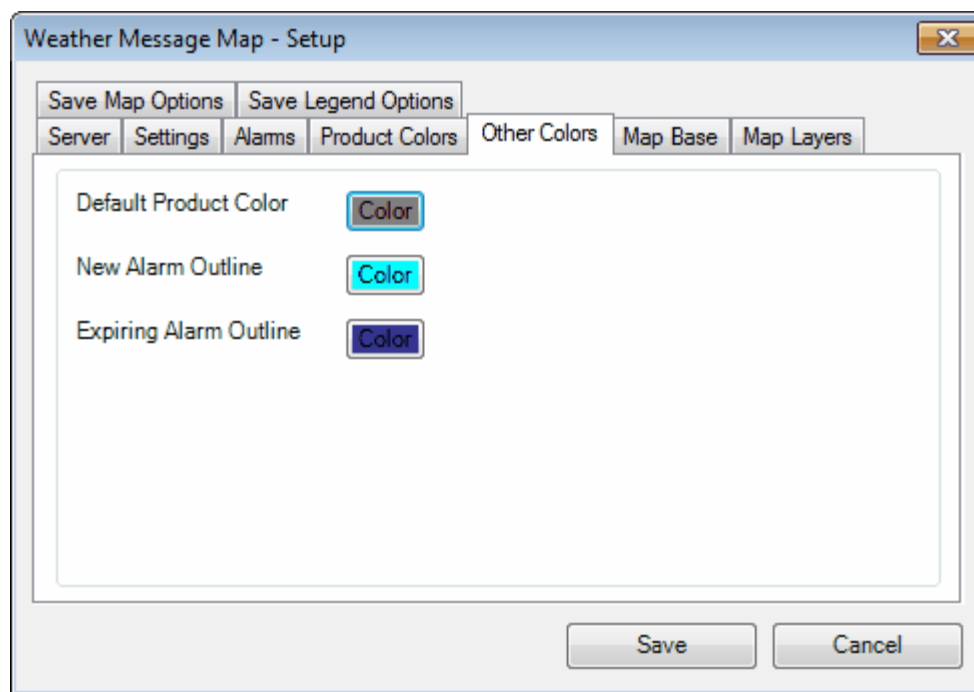 Weather Message Map - Setup
Save Map Options Save Legend Options
Server Settings Alarms Product Colors Other Colors Map Base Map Layers
Default Product Color Color
New Alarm Outline Color
Expiring Alarm Outline Color
Save Cancel